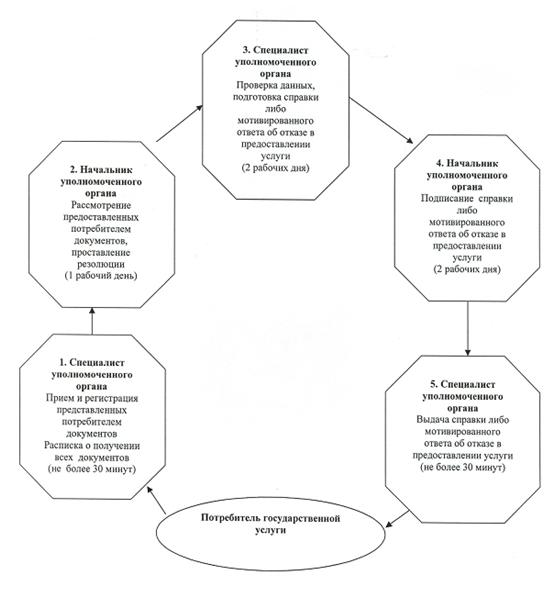 3. Специалист
уполномоченного
органа
Проверка данных,
подготовка справки
либо
мотивированного
ответа об отказе в
предоставлении
услуги
(2 рабочих дня)
2. Начальник
уполномоченного
органа
Рассмотрение
предоставленных
потребителем
документов,
проставление
резолюции
(1 рабочий день)
4. Начальник
уполномоченного
органа
Подписание справки
либо
мотивированного
ответа об отказе в
предоставлении
услуги
(2 рабочих дня)
1. Специалист
уполномоченного
органа
Прием и регистрация
представленных
потребителем
документов
Расписка о получении
всех документов
(не более 30 минут)
5. Специалист
уполномоченного
органа
Выдача справки либо
мотивированного
ответа об отказе в
предоставлении услуги
(не более 30 минут)
Потребитель государственной
услуги